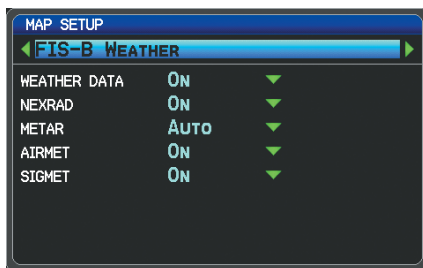 MAP SETUP
FIS-B WEATHER
WEATHER DATA ON
NEXRAD ON
METAR AUTO
AIRMET ON
SIGMET ON